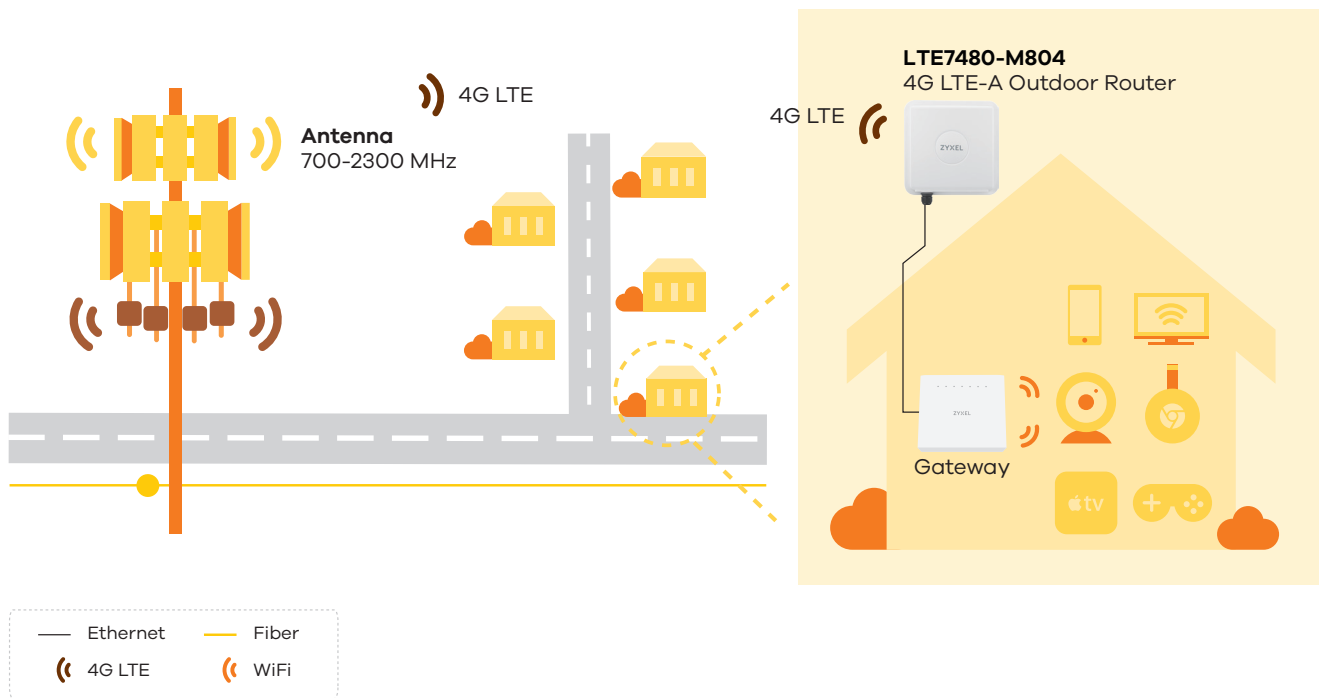 LTE7480-M804
4G LTE-A Outdoor Router
4G LTE
4G LTE
Antenna
700-2300 MHz
ZYXEL
ZYXEL
Gateway
tv
Ethernet
Fiber
4G LTE
WiFi